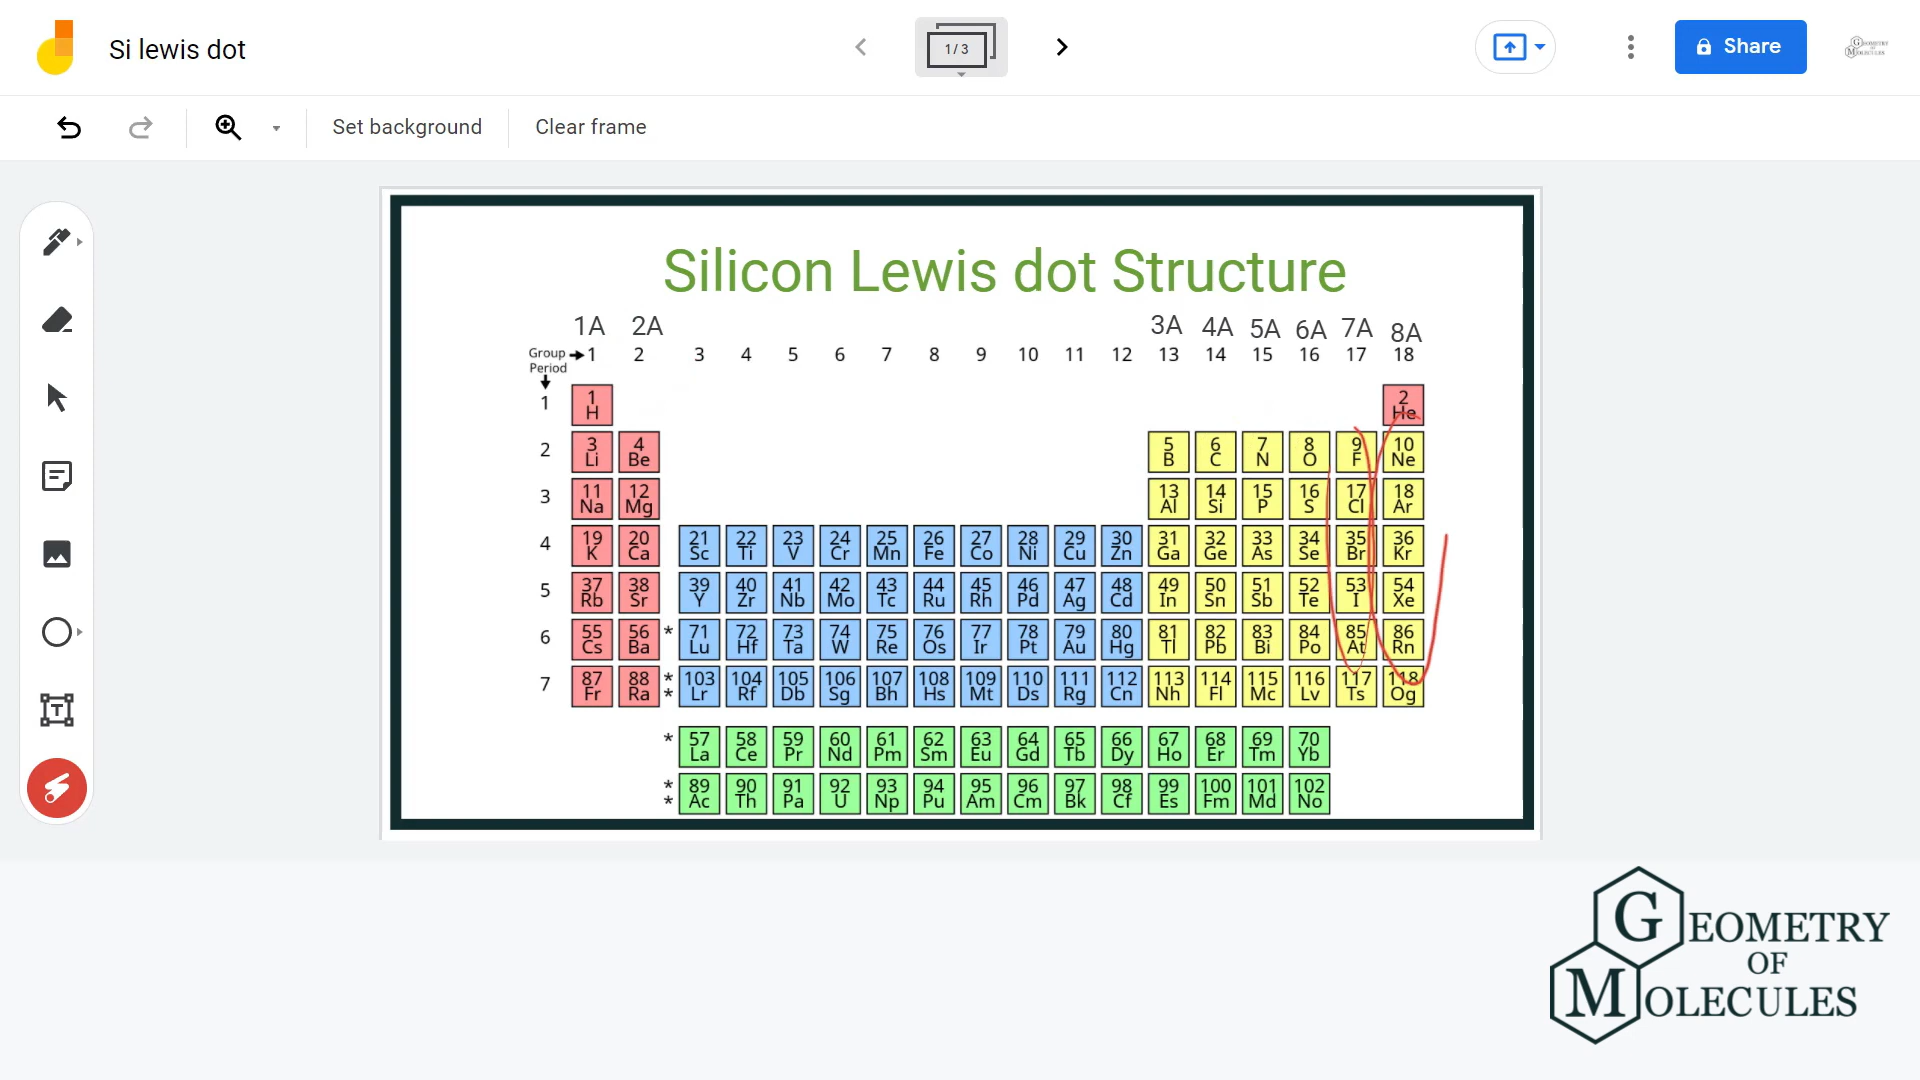 Si lewis dot
1 / 3
Share
GEOMETRY OF MOLECULES
Set background
Clear frame
Silicon Lewis dot Structure
1A 2A 3A 4A 5A 6A 7A 8A
Group 1 2 3 4 5 6 7 8 9 10 11 12 13 14 15 16 17 18
Period
1 1 H 2 He
2 3 Li 4 Be 5 B 6 C 7 N 8 O 9 F 10 Ne
3 11 Na 12 Mg 13 Al 14 Si 15 P 16 S 17 Cl 18 Ar
4 19 K 20 Ca 21 Sc 22 Ti 23 V 24 Cr 25 Mn 26 Fe 27 Co 28 Ni 29 Cu 30 Zn 31 Ga 32 Ge 33 As 34 Se 35 Br 36 Kr
5 37 Rb 38 Sr 39 Y 40 Zr 41 Nb 42 Mo 43 Tc 44 Ru 45 Rh 46 Pd 47 Ag 48 Cd 49 In 50 Sn 51 Sb 52 Te 53 I 54 Xe
6 55 Cs 56 Ba * 71 Lu 72 Hf 73 Ta 74 W 75 Re 76 Os 77 Ir 78 Pt 79 Au 80 Hg 81 Tl 82 Pb 83 Bi 84 Po 85 At 86 Rn
7 87 Fr 88 Ra ** 103 Lr 104 Rf 105 Db 106 Sg 107 Bh 108 Hs 109 Mt 110 Ds 111 Rg 112 Cn 113 Nh 114 Fl 115 Mc 116 Lv 117 Ts 118 Og
* 57 La 58 Ce 59 Pr 60 Nd 61 Pm 62 Sm 63 Eu 64 Gd 65 Tb 66 Dy 67 Ho 68 Er 69 Tm 70 Yb
** 89 Ac 90 Th 91 Pa 92 U 93 Np 94 Pu 95 Am 96 Cm 97 Bk 98 Cf 99 Es 100 Fm 101 Md 102 No
GEOMETRY
OF
MOLECULES